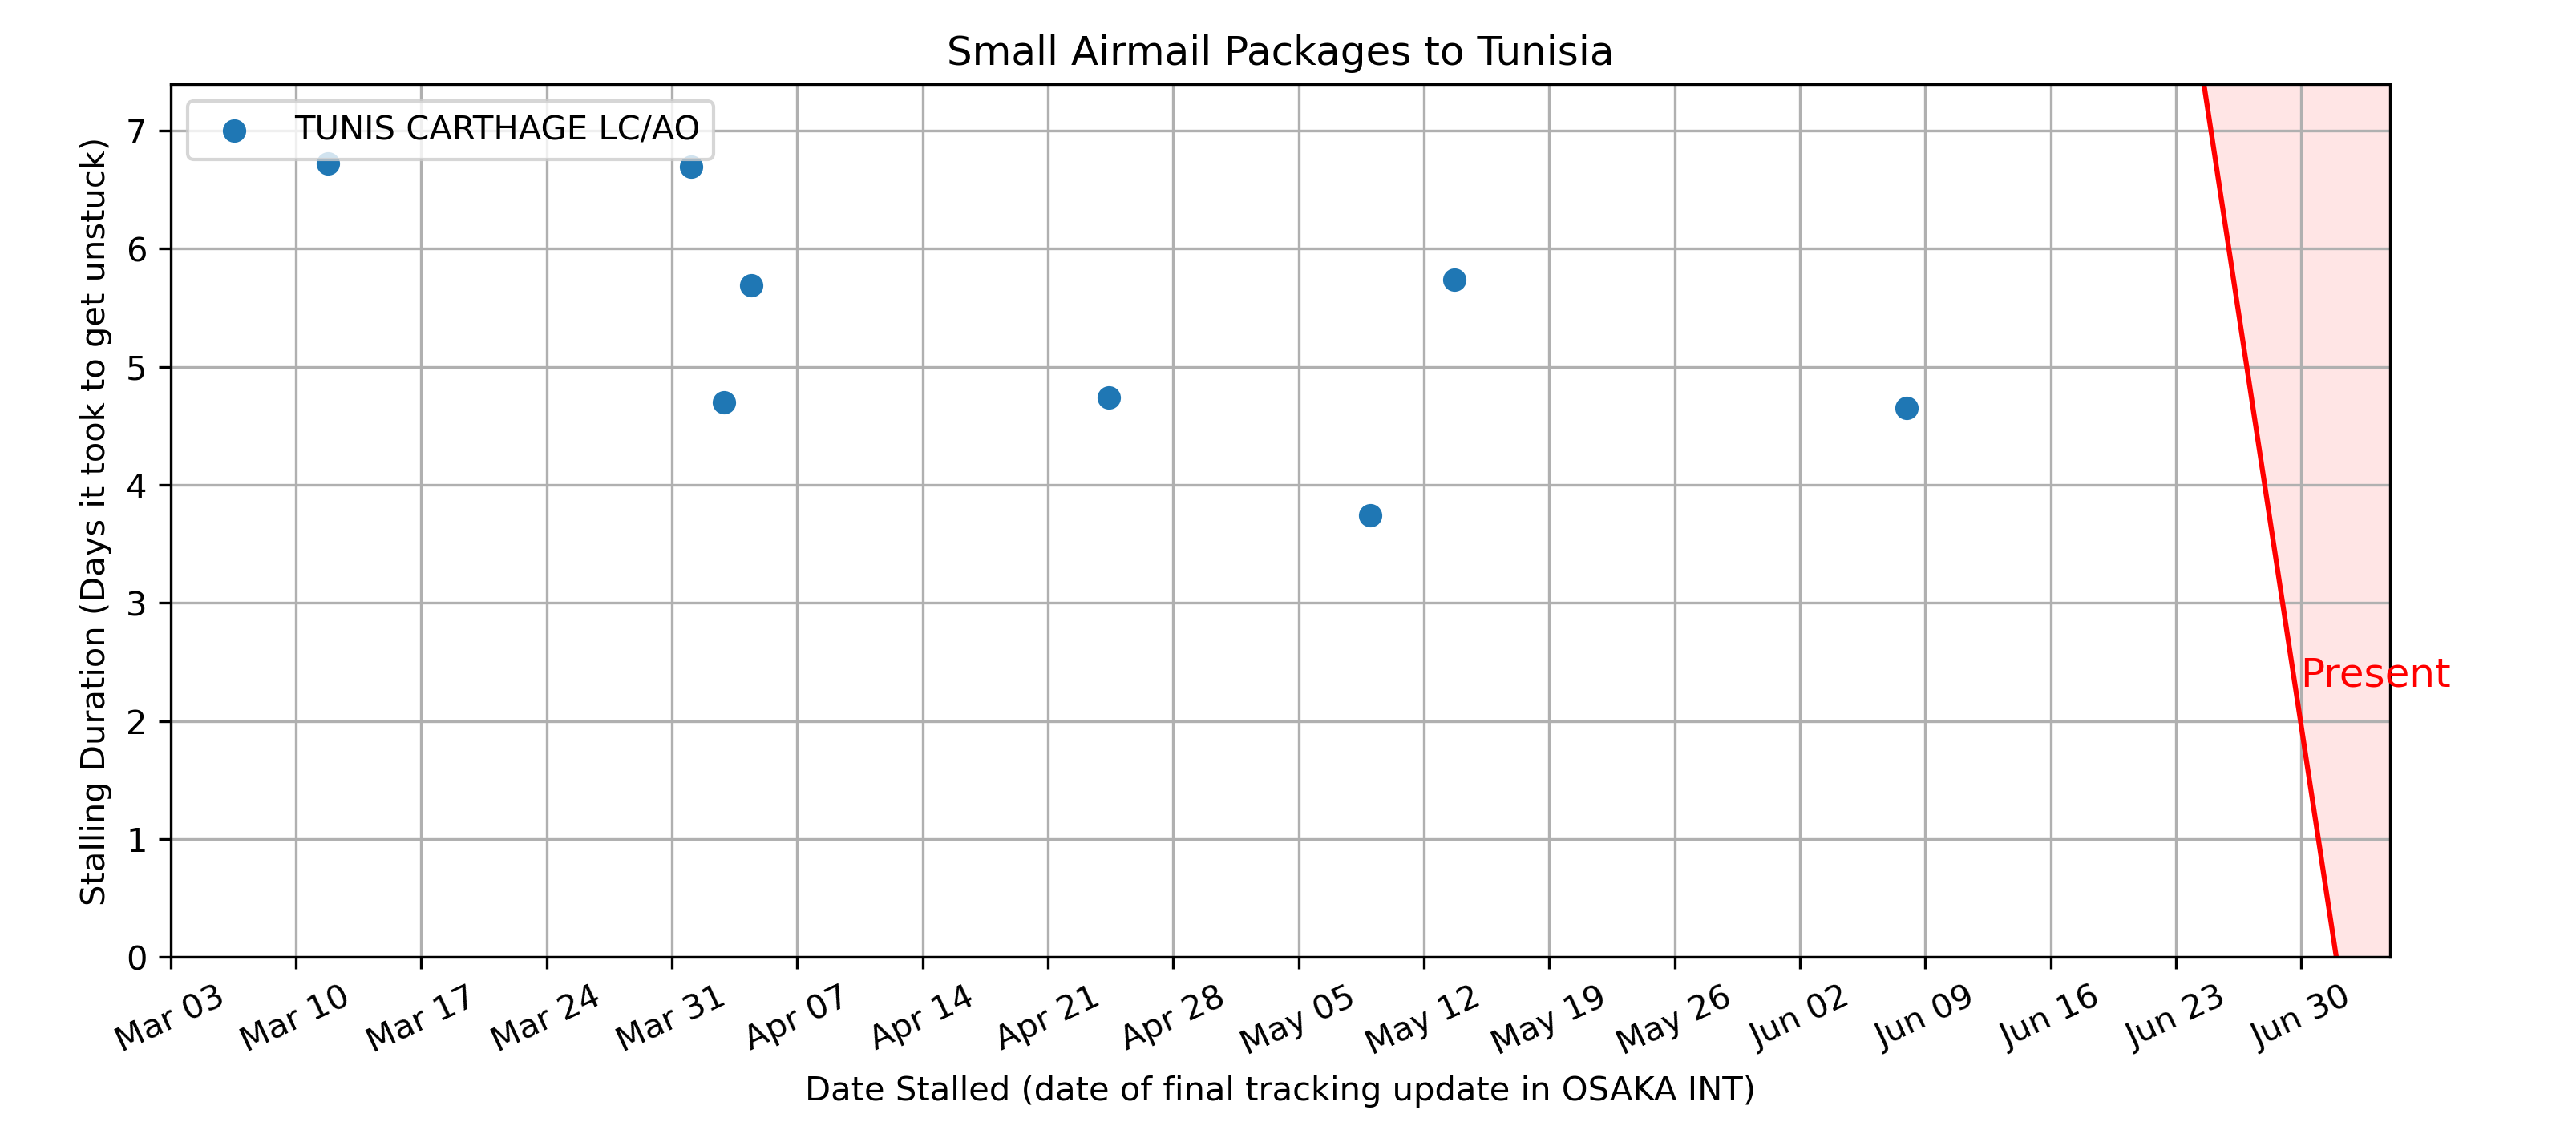 Small Airmail Packages to Tunisia
TUNIS CARTHAGE LC/AO
Stalling Duration (Days it took to get unstuck)
7
6
5
4
3
2
1
0
Present
Mar 03
Mar 10
Mar 17
Mar 24
Mar 31
Apr 07
Apr 14
Apr 21
Apr 28
May 05
May 12
May 19
May 26
Jun 02
Jun 09
Jun 16
Jun 23
Jun 30
Date Stalled (date of final tracking update in OSAKA INT)